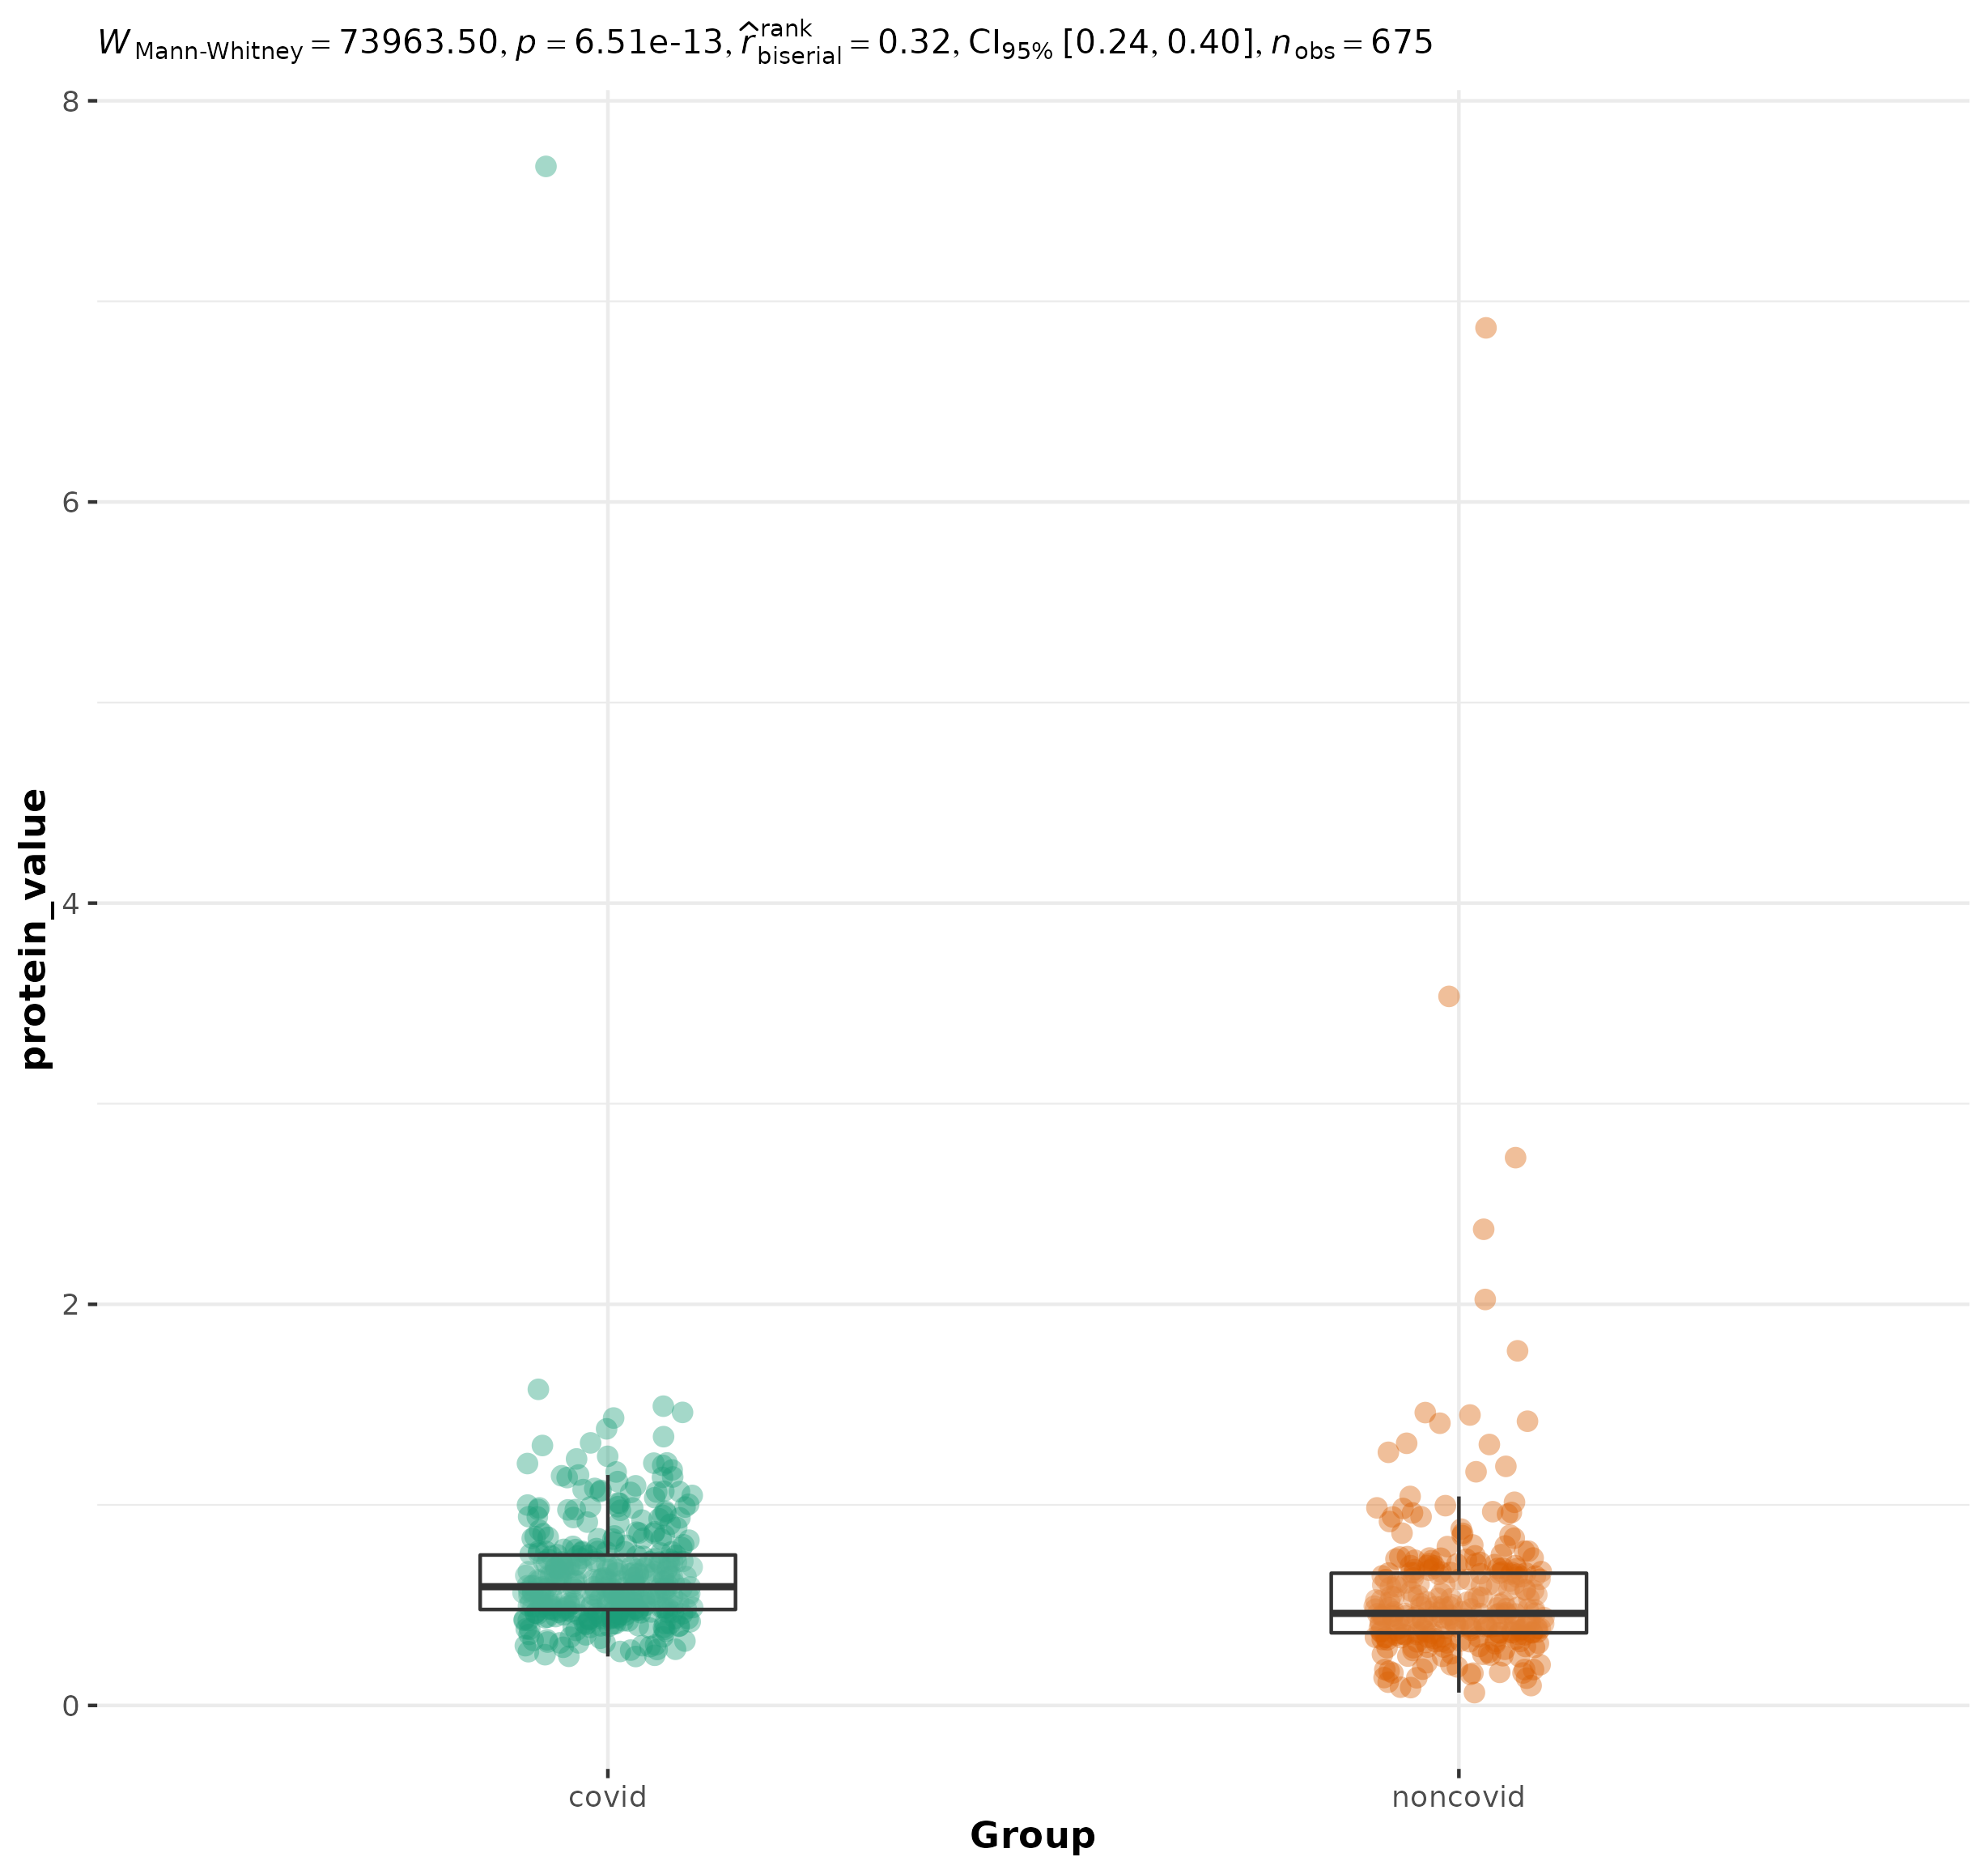 W Mann-Whitney = 73963.50, p = 6.51e-13, r̂ rank biserial = 0.32, CI95% [0.24, 0.40], n obs = 675
8
6
4
2
0
protein_value
covid noncovid
Group